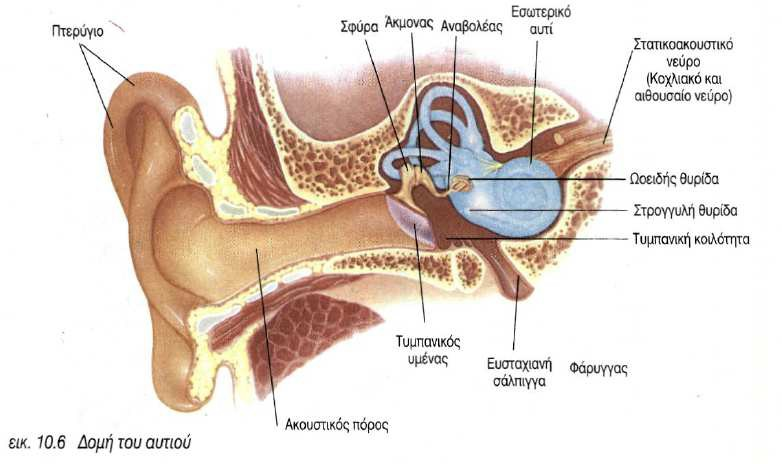 Πτερύγιο
Σφύρα Άκμονας Αναβολέας
Εσωτερικό
αυτί
Στατικοακουστικό
νεύρο
(Κοχλιακό και
αιθουσαίο νεύρο)
Ωοειδής θυρίδα
Στρογγυλή θυρίδα
Τυμπανική κοιλότητα
Τυμπανικός
υμένας
Ευσταχιανή
σάλπιγγα
Φάρυγγας
Ακουστικός πόρος
εικ. 10.6 Δομή του αυτιού